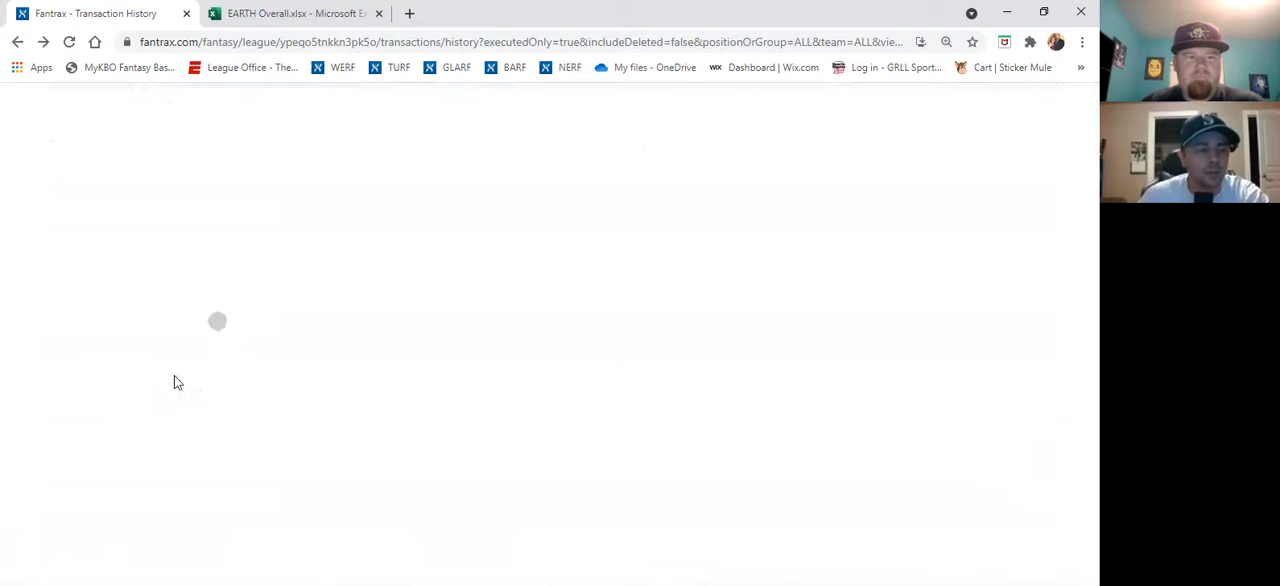 Fantrax - Transaction History
EARTH Overall.xlsx - Microsoft Ex
fantrax.com/fantasy/league/ypeqo5tnkkn3pk5o/transactions/history?executedOnly=true&includeDeleted=false&positionOrGroup=ALL&team=ALL&vie...
Apps
MyKBO Fantasy Bas...
League Office - The...
WERF
TURF
GLARF
BARF
NERF
My files - OneDrive
WIX
Dashboard | Wix.com
Log in - GRLL Sport...
Cart | Sticker Mule
»